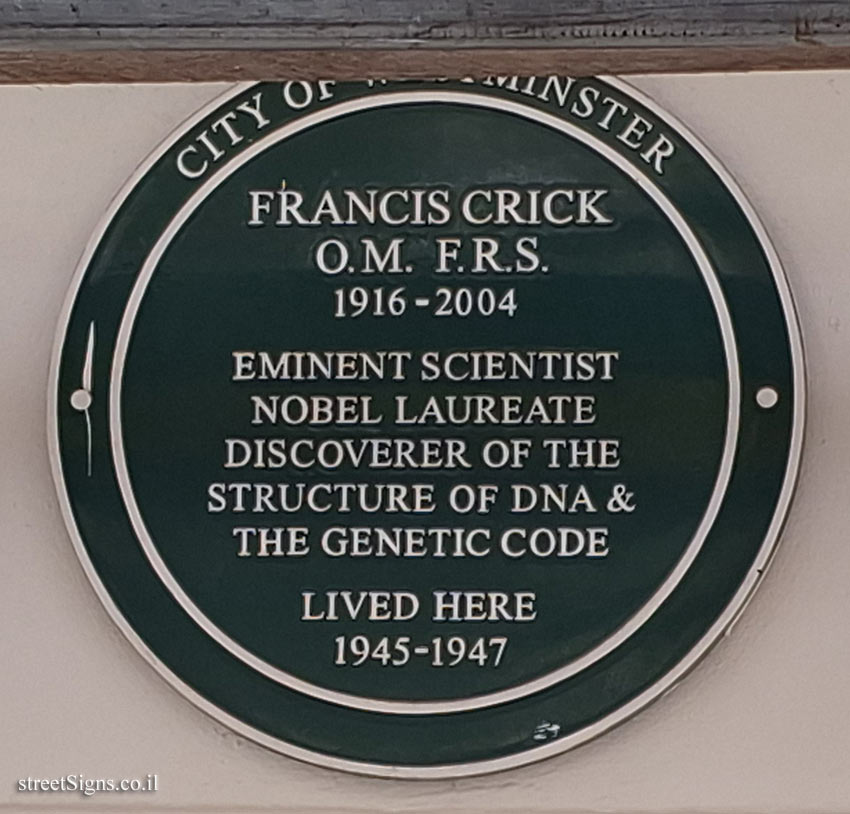 CITY OF WESTMINSTER
FRANCIS CRICK
O.M. F.R.S.
1916-2004
EMINENT SCIENTIST
NOBEL LAUREATE
DISCOVERER OF THE
STRUCTURE OF DNA &
THE GENETIC CODE
LIVED HERE
1945-1947
streetSigns.co.il